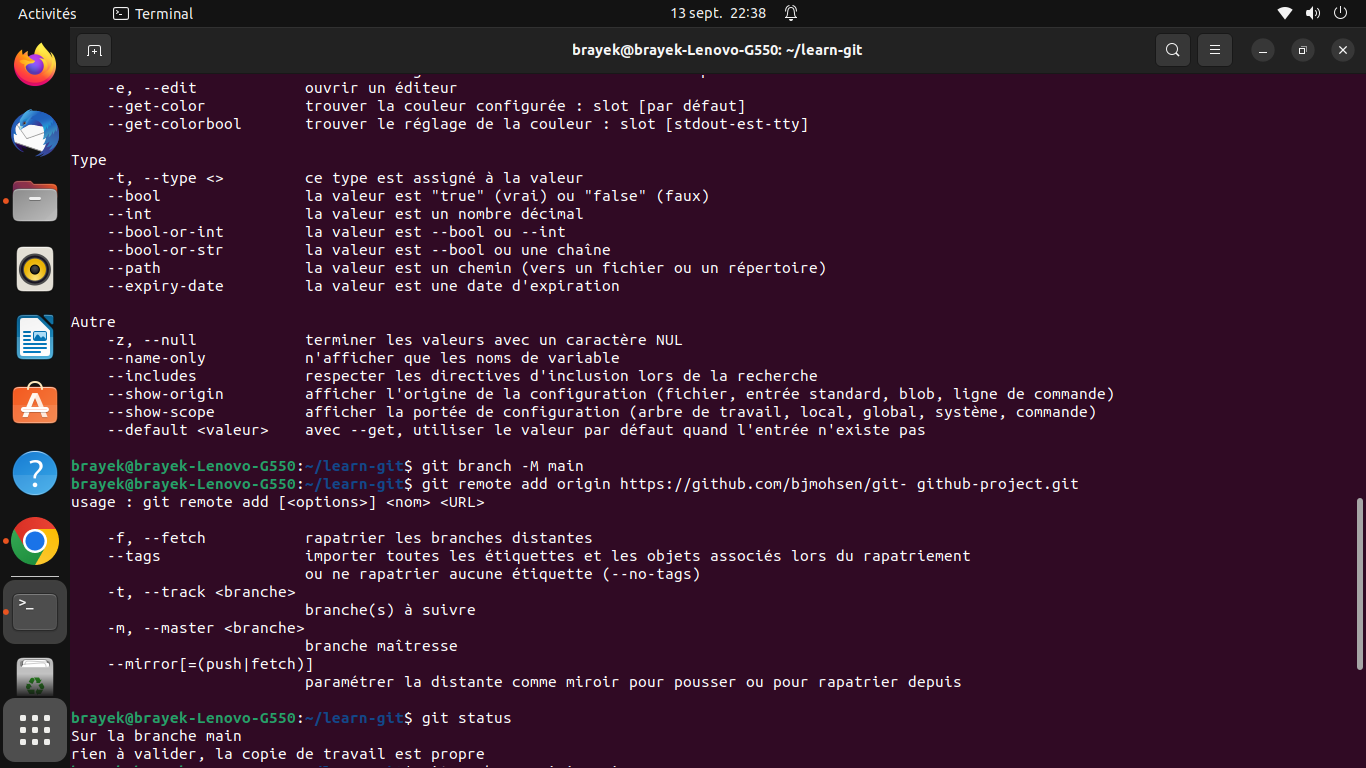 Activités
Terminal
13 sept. 22:38
brayek@brayek-Lenovo-G550: ~/learn-git
-e, --edit ouvrir un éditeur
--get-color trouver la couleur configurée : slot [par défaut]
--get-colorbool trouver le réglage de la couleur : slot [stdout-est-tty]
Type
-t, --type <> ce type est assigné à la valeur
--bool la valeur est "true" (vrai) ou "false" (faux)
--int la valeur est un nombre décimal
--bool-or-int la valeur est --bool ou --int
--bool-or-str la valeur est --bool ou une chaîne
--path la valeur est un chemin (vers un fichier ou un répertoire)
--expiry-date la valeur est une date d'expiration
Autre
-z, --null terminer les valeurs avec un caractère NUL
--name-only n'afficher que les noms de variable
--includes respecter les directives d'inclusion lors de la recherche
--show-origin afficher l'origine de la configuration (fichier, entrée standard, blob, ligne de commande)
--show-scope afficher la portée de configuration (arbre de travail, local, global, système, commande)
--default <valeur> avec --get, utiliser le valeur par défaut quand l'entrée n'existe pas
brayek@brayek-Lenovo-G550:~/learn-git$ git branch -M main
brayek@brayek-Lenovo-G550:~/learn-git$ git remote add origin https://github.com/bjmohsen/git- github-project.git
usage : git remote add [<options>] <nom> <URL>
-f, --fetch rapatrier les branches distantes
--tags importer toutes les étiquettes et les objets associés lors du rapatriement
ou ne rapatrier aucune étiquette (--no-tags)
-t, --track <branche>
branche(s) à suivre
-m, --master <branche>
branche maîtresse
--mirror[=(push|fetch)]
paramétrer la distante comme miroir pour pousser ou pour rapatrier depuis
brayek@brayek-Lenovo-G550:~/learn-git$ git status
Sur la branche main
rien à valider, la copie de travail est propre